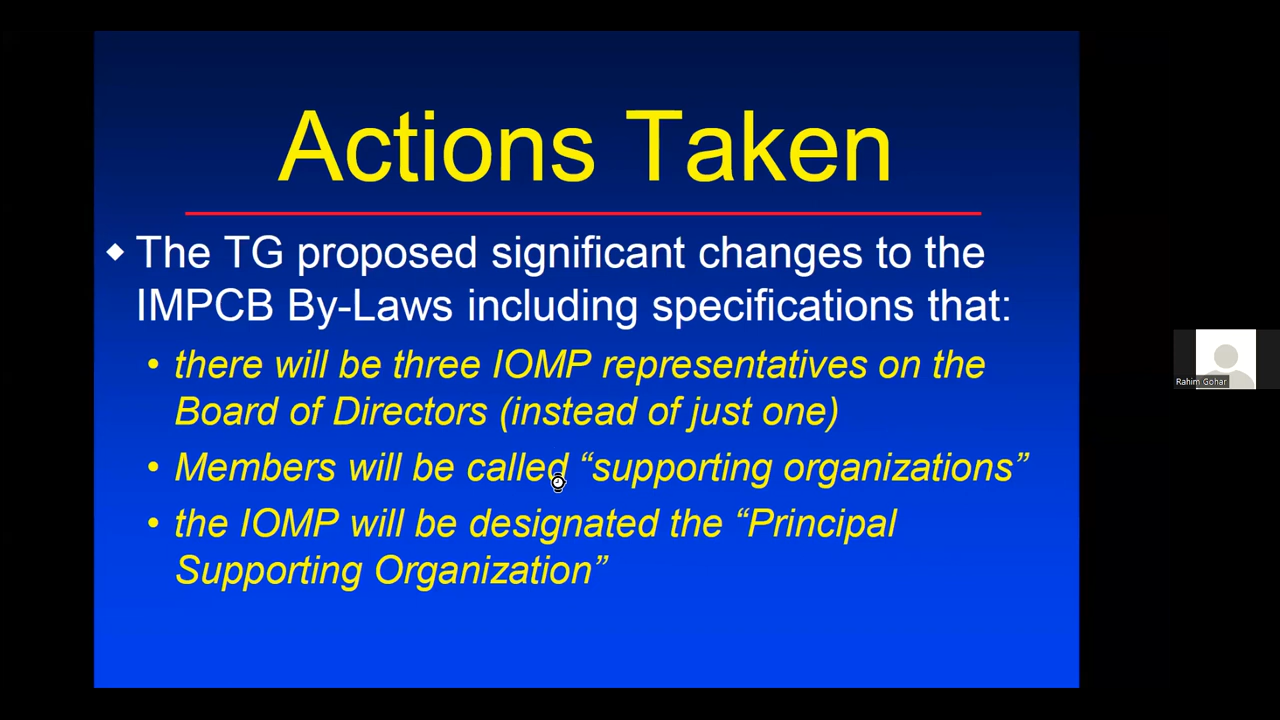 Actions Taken
◆ The TG proposed significant changes to the
IMPCB By-Laws including specifications that:
• there will be three IOMP representatives on the
Board of Directors (instead of just one)
• Members will be called “supporting organizations”
• the IOMP will be designated the “Principal
Supporting Organization”
Rahim Gohar